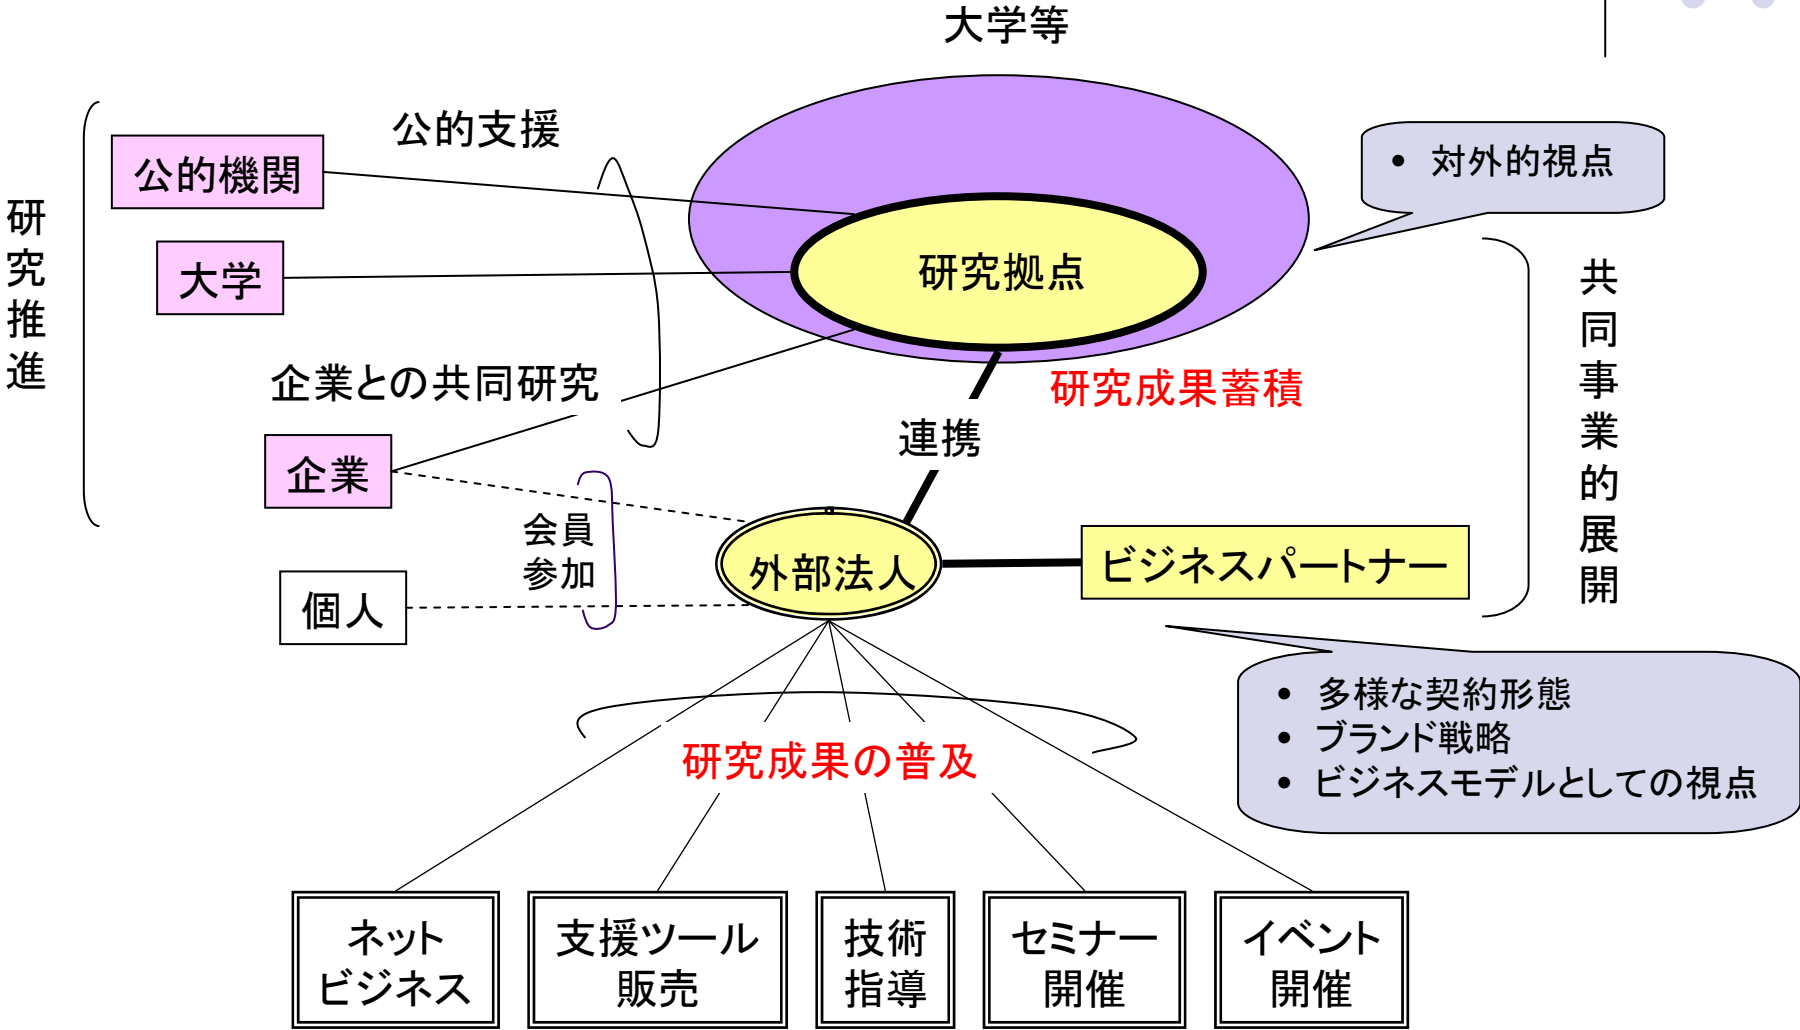 大学等
公的支援
公的機関
• 対外的視点
研究推進
大学
研究拠点
共同事業的展開
企業との共同研究
研究成果蓄積
連携
企業
会員
参加
外部法人
ビジネスパートナー
個人
• 多様な契約形態
• ブランド戦略
• ビジネスモデルとしての視点
研究成果の普及
ネット
ビジネス
支援ツール
販売
技術
指導
セミナー
開催
イベント
開催